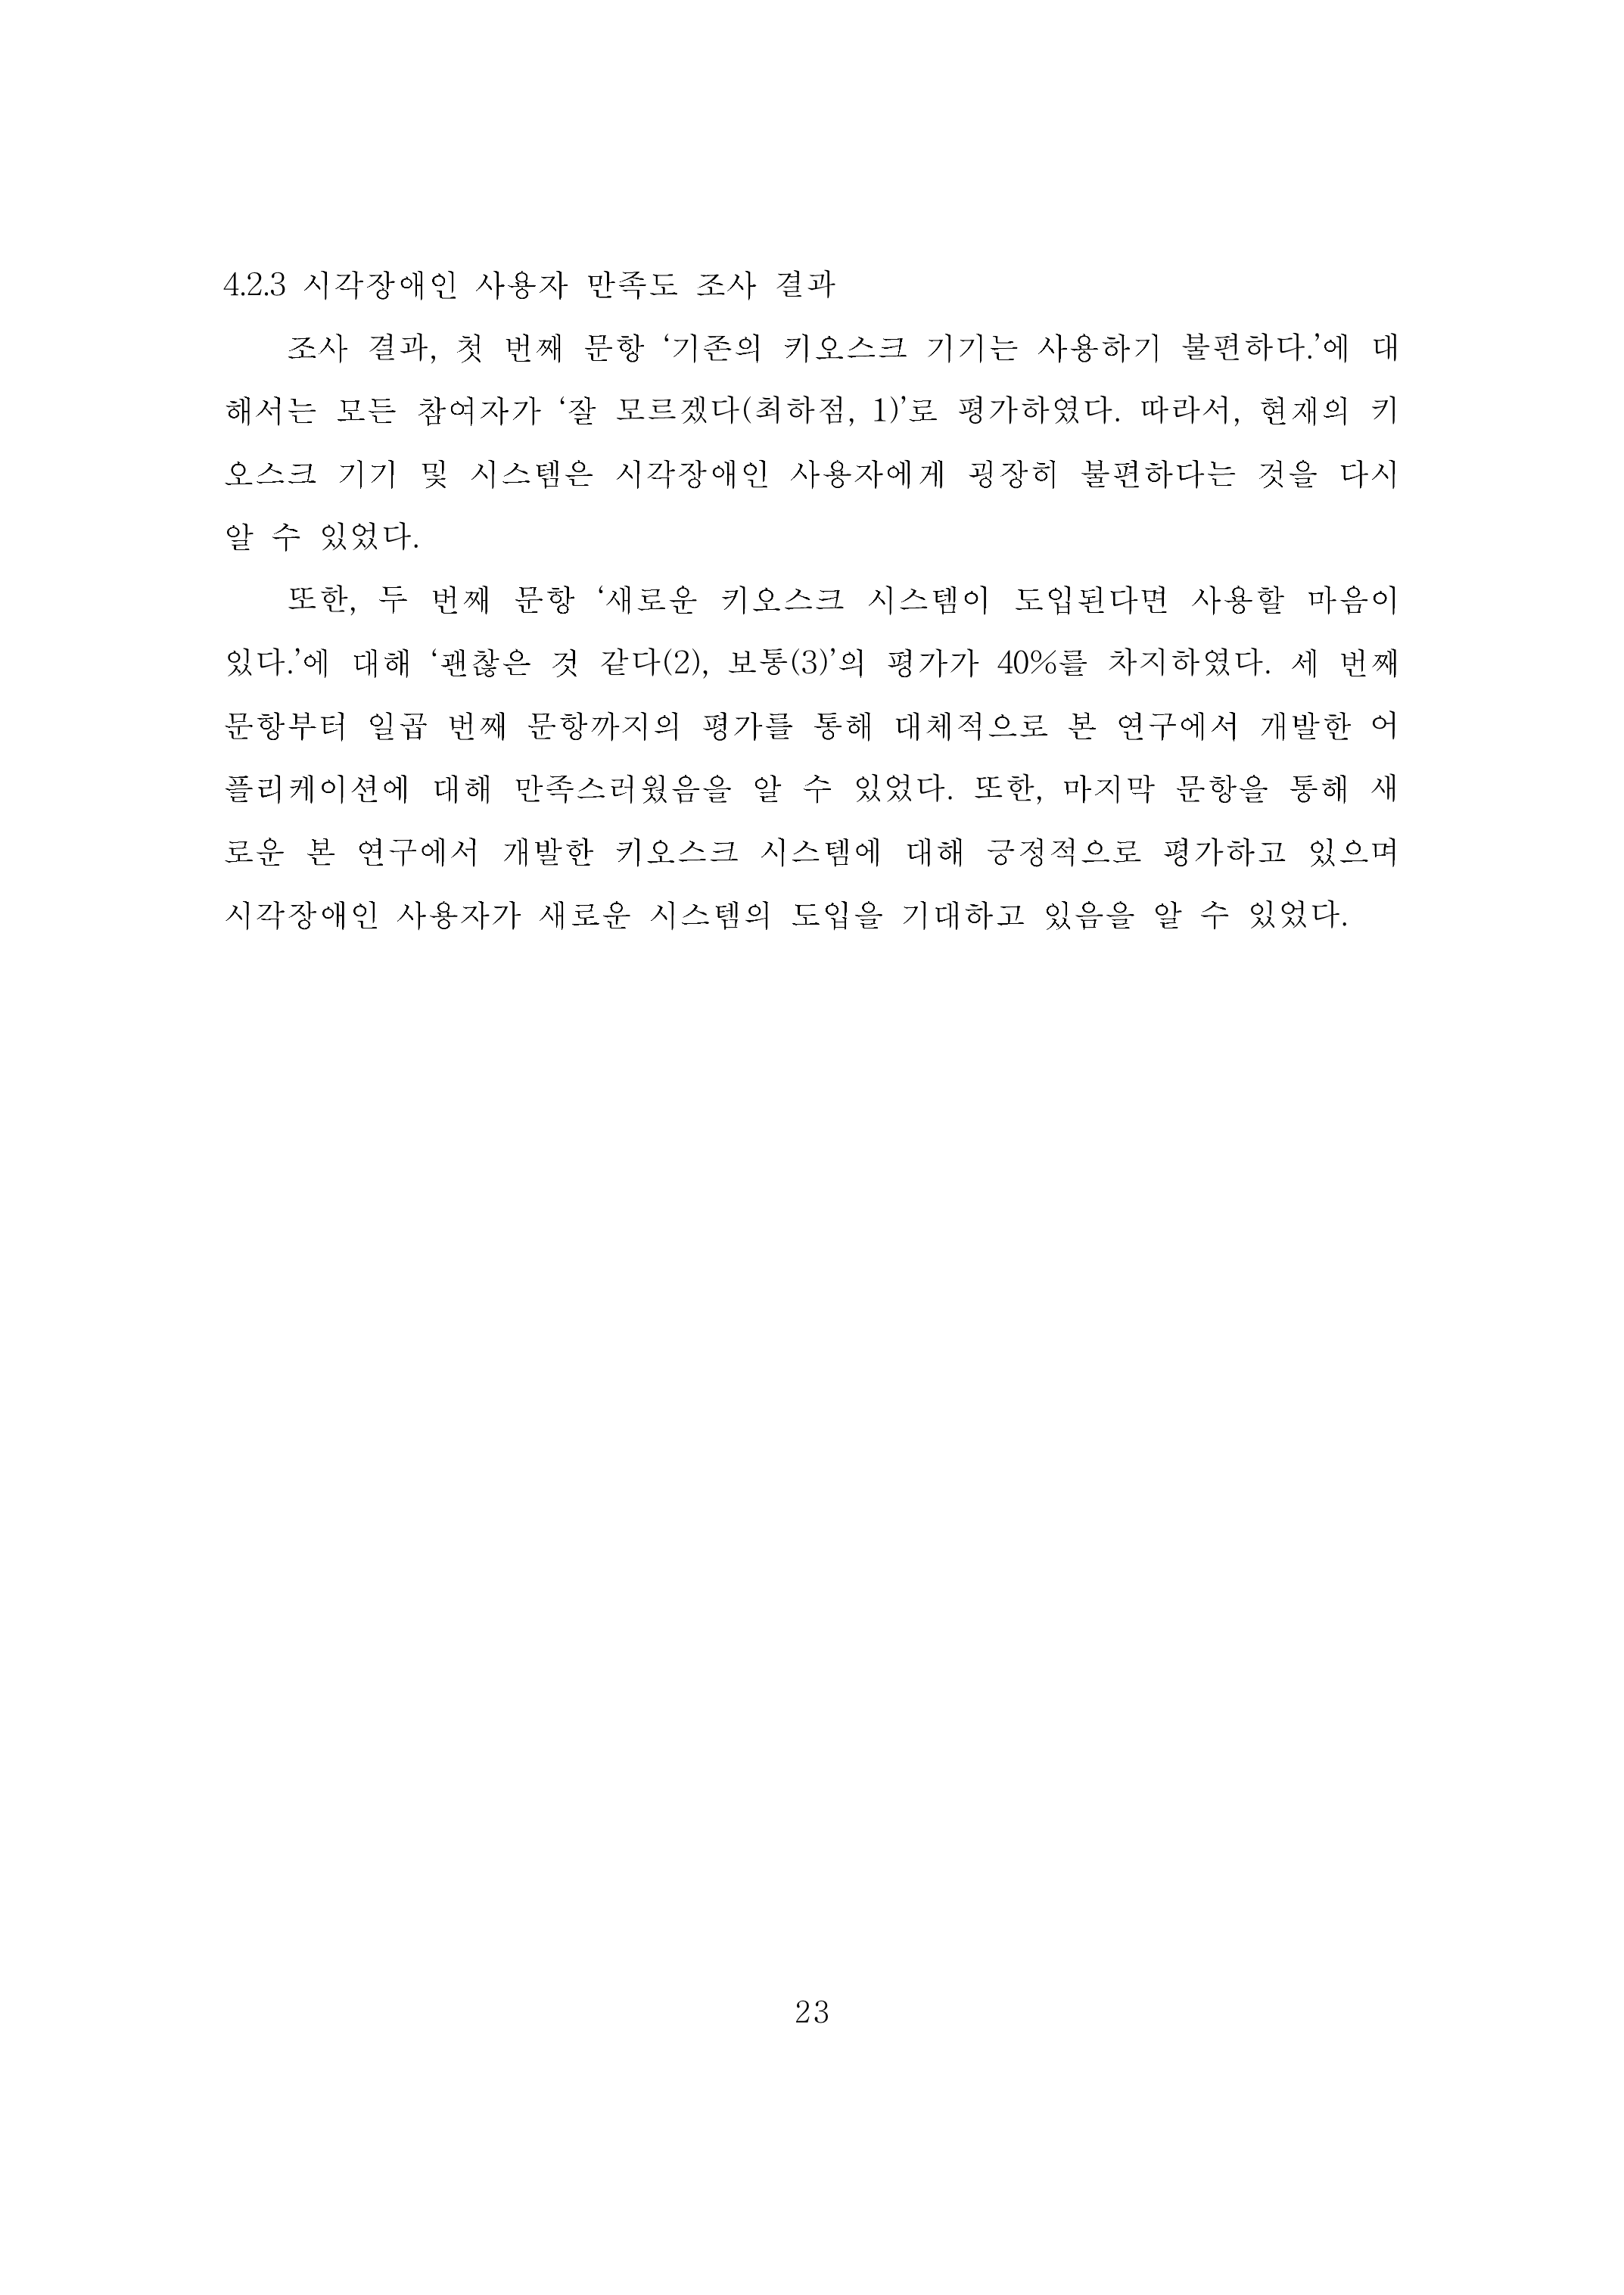 4.2.3 시각장애인 사용자 만족도 조사 결과
조사 결과, 첫 번째 문항 ‘기존의 키오스크 기기는 사용하기 불편하다.’에 대
해서는 모든 참여자가 ‘잘 모르겠다(최하점, 1)’로 평가하였다. 따라서, 현재의 키
오스크 기기 및 시스템은 시각장애인 사용자에게 굉장히 불편하다는 것을 다시
알 수 있었다.
또한, 두 번째 문항 ‘새로운 키오스크 시스템이 도입된다면 사용할 마음이
있다.’에 대해 ‘괜찮은 것 같다(2), 보통(3)’의 평가가 40%를 차지하였다. 세 번째
문항부터 일곱 번째 문항까지의 평가를 통해 대체적으로 본 연구에서 개발한 어
플리케이션에 대해 만족스러웠음을 알 수 있었다. 또한, 마지막 문항을 통해 새
로운 본 연구에서 개발한 키오스크 시스템에 대해 긍정적으로 평가하고 있으며
시각장애인 사용자가 새로운 시스템의 도입을 기대하고 있음을 알 수 있었다.
23